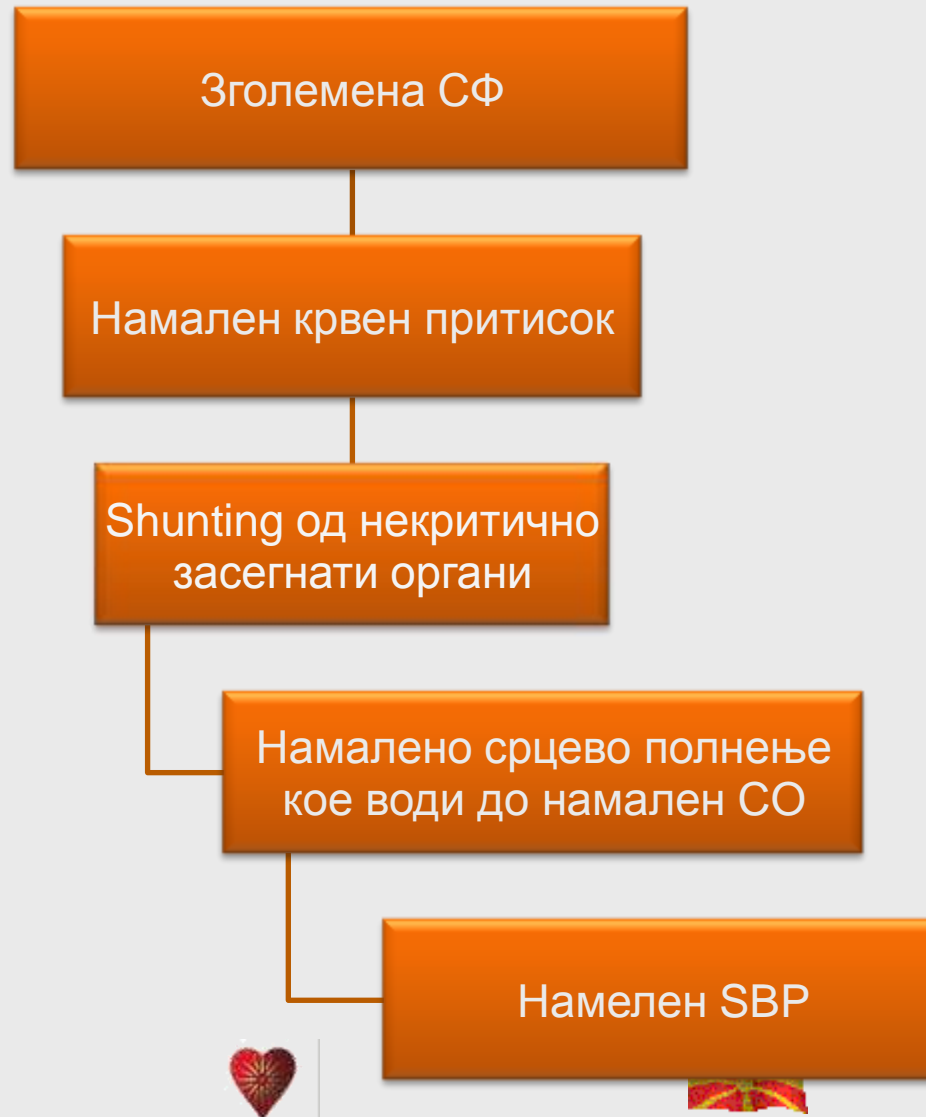 Зголемена СФ
Намален крвен притисок
Shunting од некритично
засегнати органи
Намалено срцево полнење
кое води до намален СО
Намелен SBP